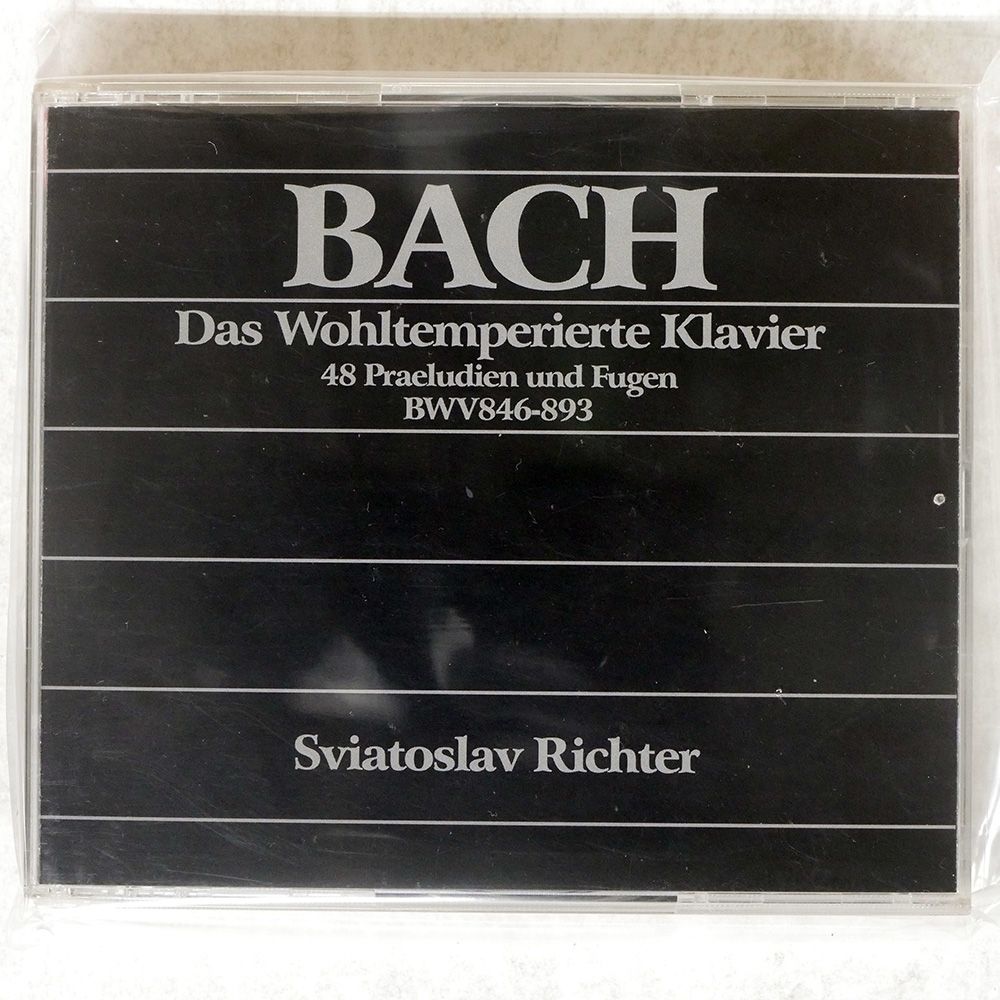 BACH
Das Wohltemperierte Klavier
48 Praeludien und Fugen
BWV846-893
Sviatoslav Richter